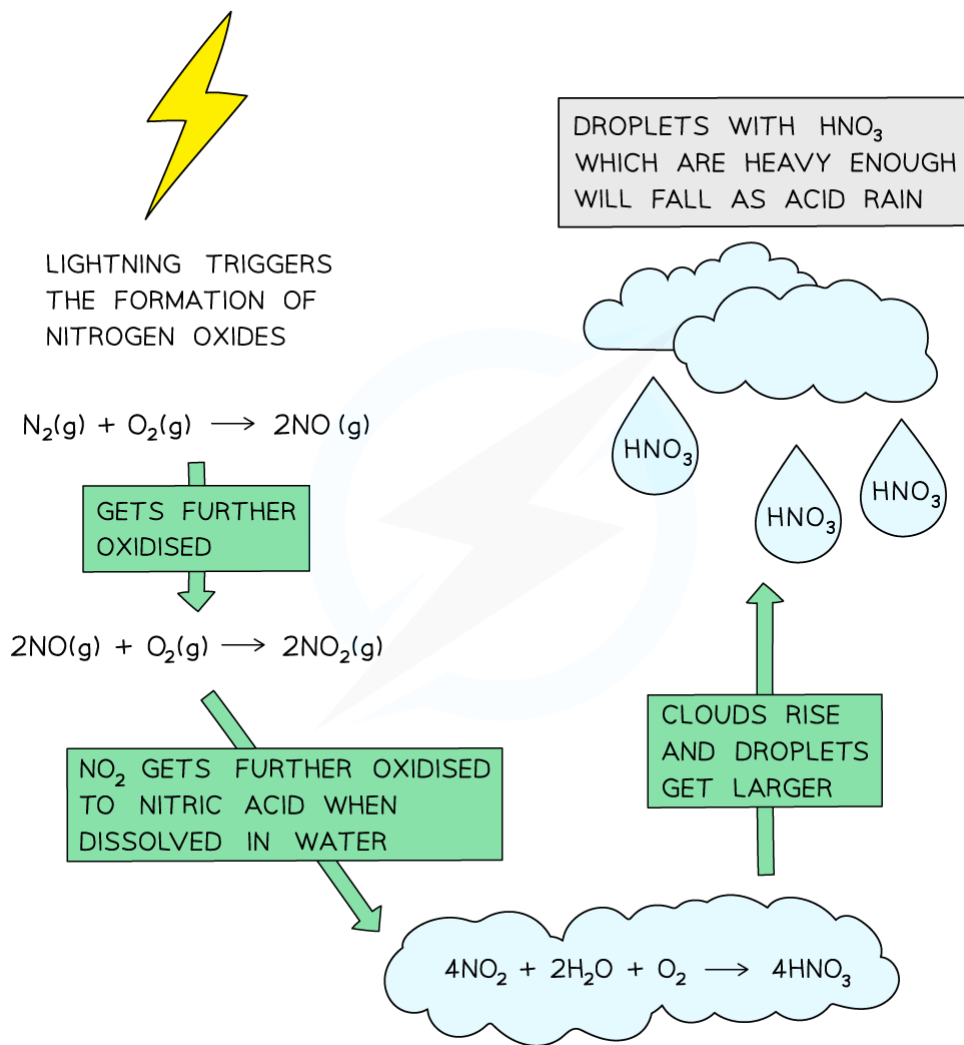 LIGHTNING TRIGGERS
THE FORMATION OF
NITROGEN OXIDES
N₂(g) + O₂(g) ⟶ 2NO (g)
GETS FURTHER
OXIDISED
2NO(g) + O₂(g) ⟶ 2NO₂(g)
NO₂ GETS FURTHER OXIDISED
TO NITRIC ACID WHEN
DISSOLVED IN WATER
4NO₂ + 2H₂O + O₂ ⟶ 4HNO₃
CLOUDS RISE
AND DROPLETS
GET LARGER
HNO₃
HNO₃
HNO₃
DROPLETS WITH HNO₃
WHICH ARE HEAVY ENOUGH
WILL FALL AS ACID RAIN